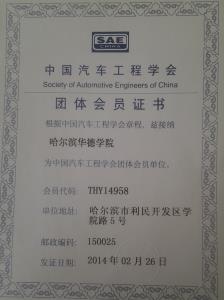 SAE
CHINA
中国汽车工程学会
Society of Automotive Engineers of China
团体会员证书
根据中国汽车工程学会章程，兹接纳
哈尔滨华德学院
为中国汽车工程学会团体会员单位。
会员代码： THY14958
单位地址： 哈尔滨市利民开发区学
院路5号
邮政编码： 150025
发证日期： 2014年02月26日